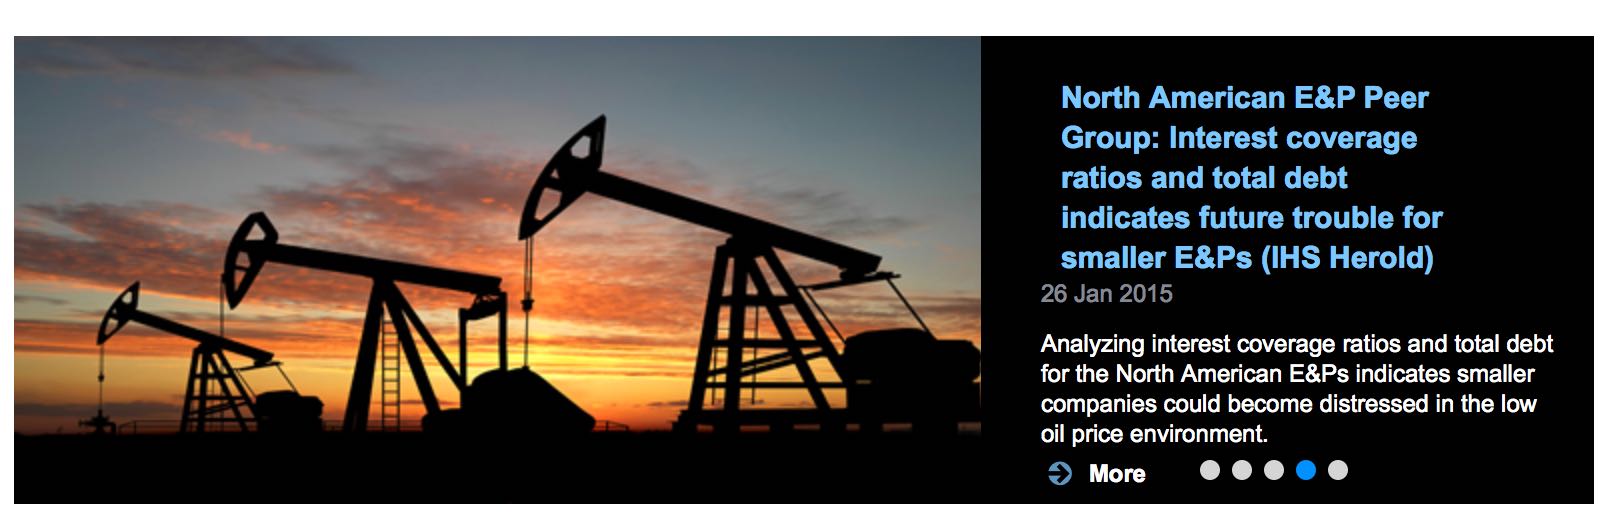 North American E&P Peer
Group: Interest coverage
ratios and total debt
indicates future trouble for
smaller E&Ps (IHS Herold)
26 Jan 2015
Analyzing interest coverage ratios and total debt
for the North American E&Ps indicates smaller
companies could become distressed in the low
oil price environment.
More